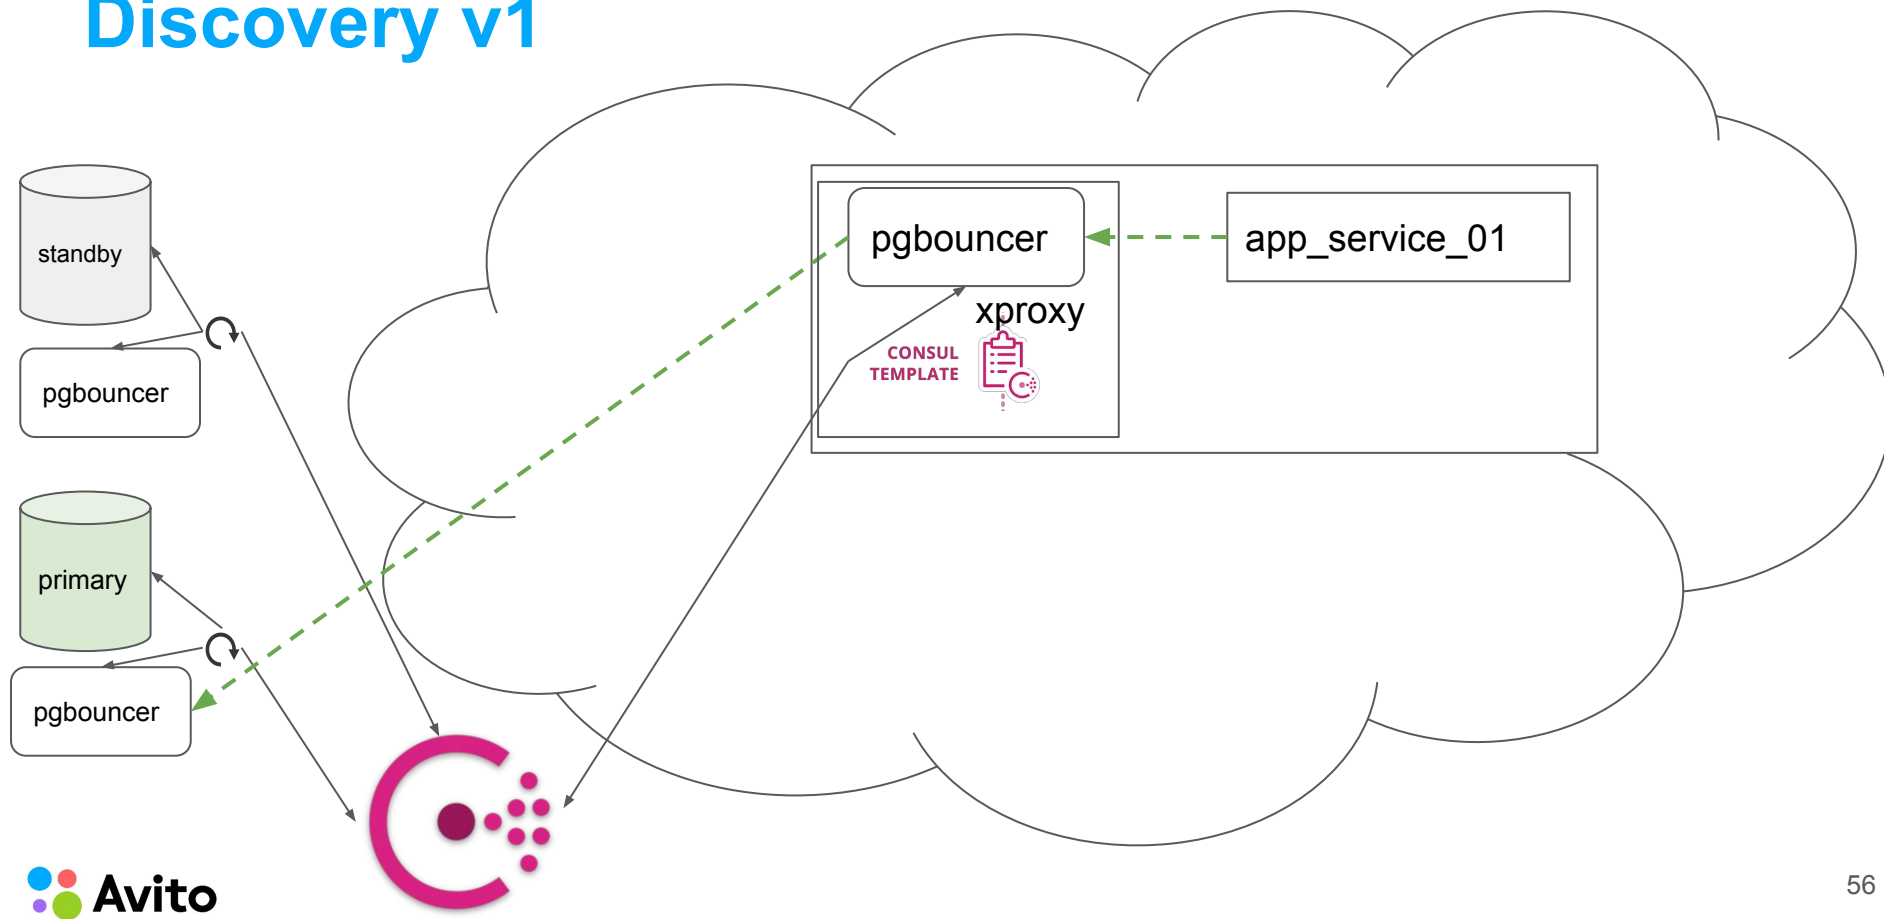 Discovery v1
standby
pgbouncer
primary
pgbouncer
pgbouncer
app_service_01
xproxy
CONSUL
TEMPLATE
Avito
56